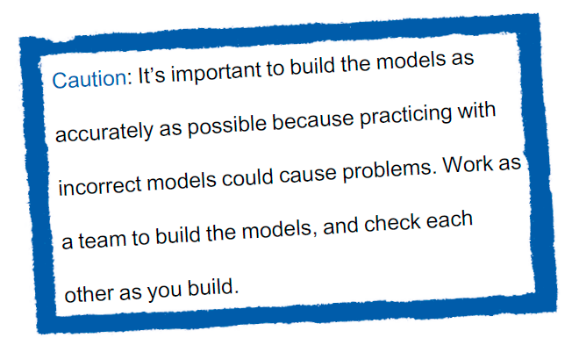 Caution: It’s important to build the models as
accurately as possible because practicing with
incorrect models could cause problems. Work as
a team to build the models, and check each
other as you build.